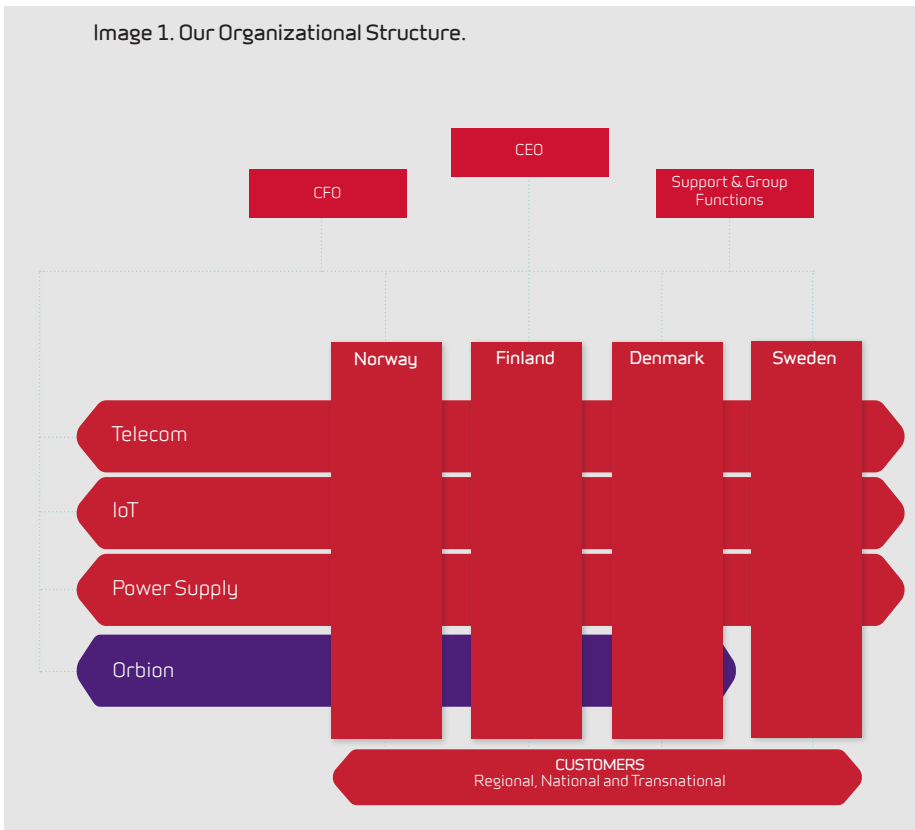 Image 1. Our Organizational Structure.
CEO
CFO
Support & Group
Functions
Norway
Finland
Denmark
Sweden
Telecom
IoT
Power Supply
Orbion
CUSTOMERS
Regional, National and Transnational